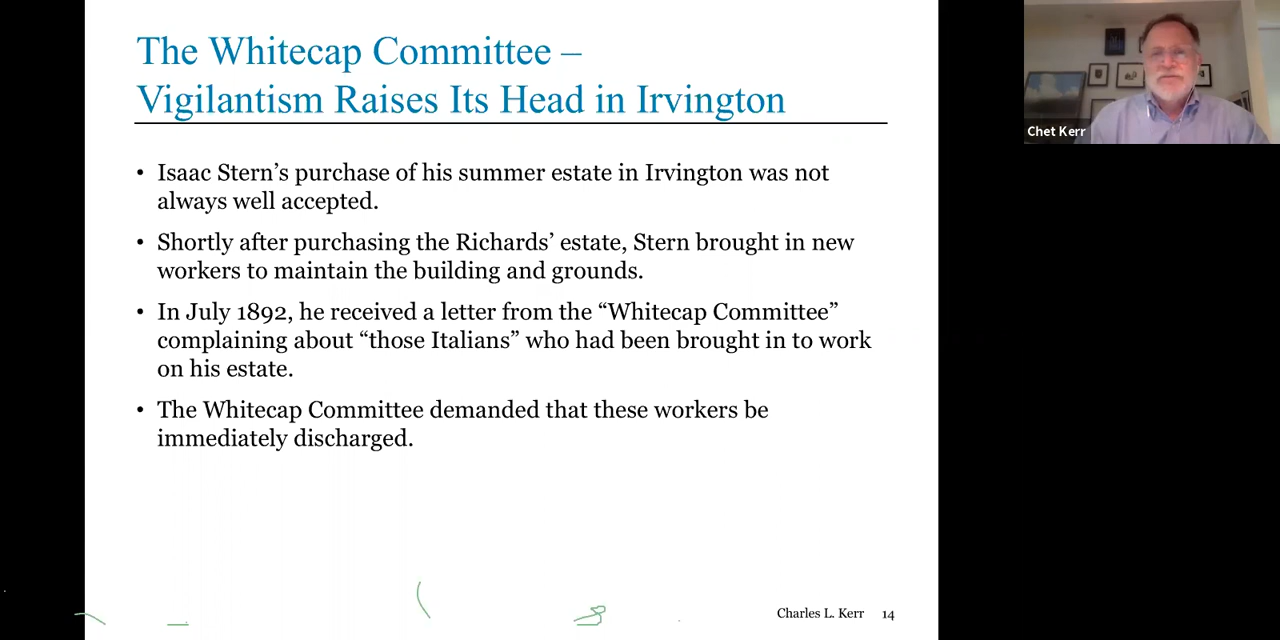 The Whitecap Committee –
Vigilantism Raises Its Head in Irvington
• Isaac Stern’s purchase of his summer estate in Irvington was not
always well accepted.
• Shortly after purchasing the Richards’ estate, Stern brought in new
workers to maintain the building and grounds.
• In July 1892, he received a letter from the “Whitecap Committee”
complaining about “those Italians” who had been brought in to work
on his estate.
• The Whitecap Committee demanded that these workers be
immediately discharged.
Charles L. Kerr 14
Chet Kerr